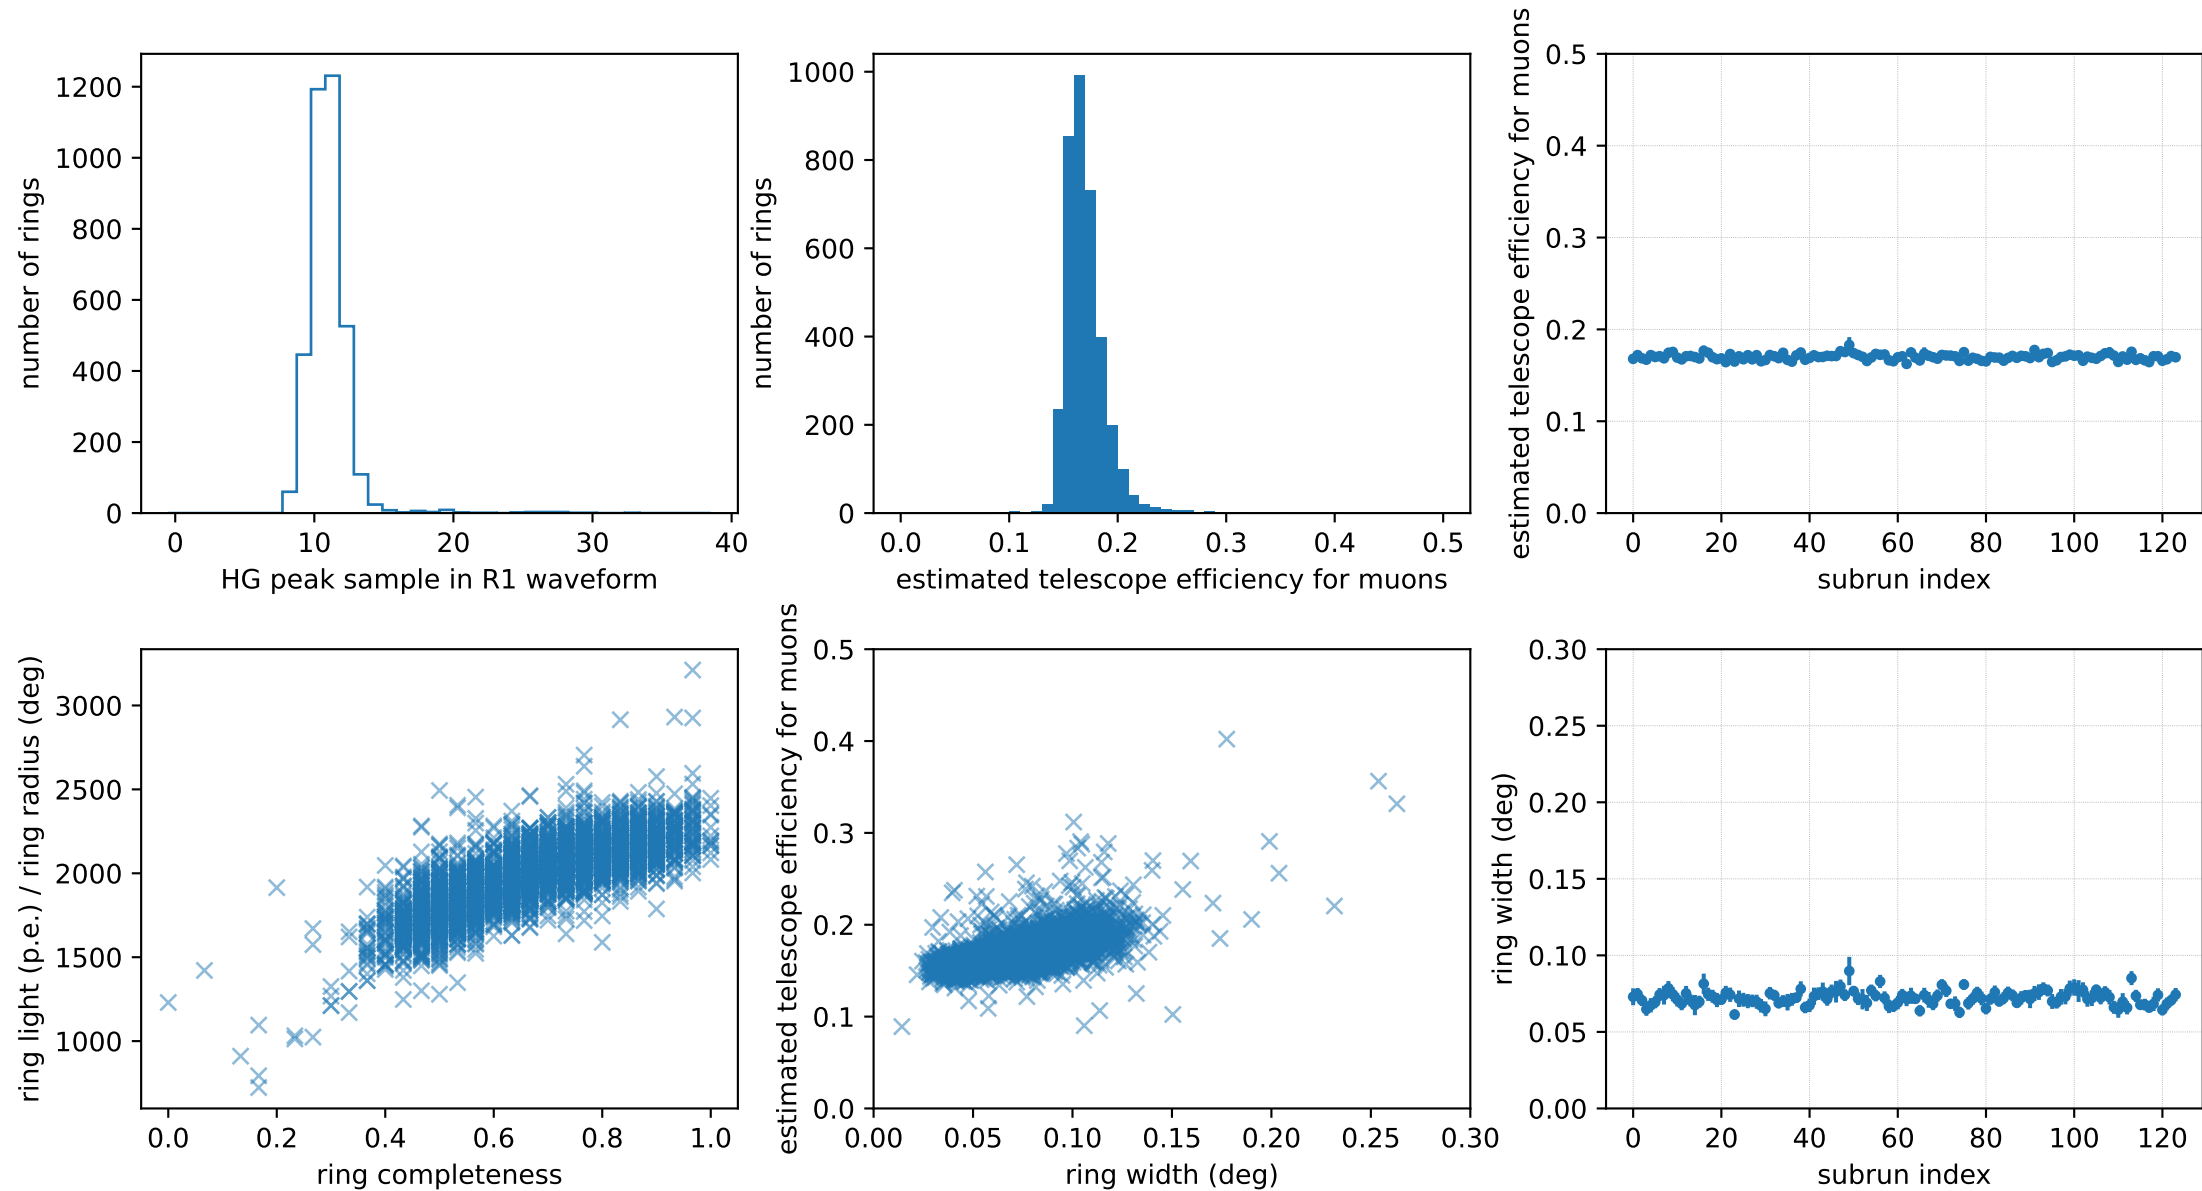 number of rings
1200
1000
800
600
400
200
0
0 10 20 30 40
HG peak sample in R1 waveform
number of rings
1000
800
600
400
200
0
0.0 0.1 0.2 0.3 0.4 0.5
estimated telescope efficiency for muons
estimated telescope efficiency for muons
0.5
0.4
0.3
0.2
0.1
0.0
0 20 40 60 80 100 120
subrun index
ring light (p.e.) / ring radius (deg)
3000
2500
2000
1500
1000
0.0 0.2 0.4 0.6 0.8 1.0
ring completeness
estimated telescope efficiency for muons
0.5
0.4
0.3
0.2
0.1
0.0
0.00 0.05 0.10 0.15 0.20 0.25 0.30
ring width (deg)
ring width (deg)
0.30
0.25
0.20
0.15
0.10
0.05
0.00
0 20 40 60 80 100 120
subrun index